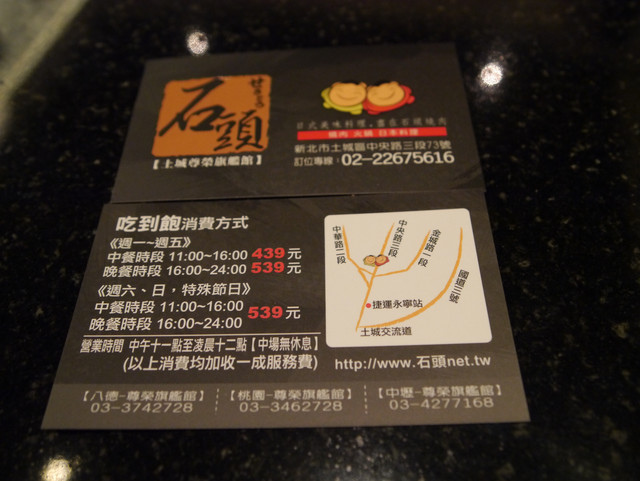 石頭
【土城尊榮旗艦館】
日式美味料理，盡在石頭燒肉
燒肉 火鍋 日本料理
新北市土城區中央路三段73號
訂位專線：02-22675616
吃到飽消費方式
《週一~週五》
中餐時段 11:00~16:00 439元
晚餐時段 16:00~24:00 539元
《週六、日，特殊節日》
中餐時段 11:00~16:00
晚餐時段 16:00~24:00
539元
營業時間 中午十一點至凌晨十二點【中場無休息】
(以上消費均加收一成服務費)
中華路二段
中央路三段
金城路一段
國道三號
捷運永寧站
土城交流道
http://www.石頭net.tw
【八德-尊榮旗艦館】
03-3742728
【桃園-尊榮旗艦館】
03-3462728
【中壢-尊榮旗艦館】
03-4277168